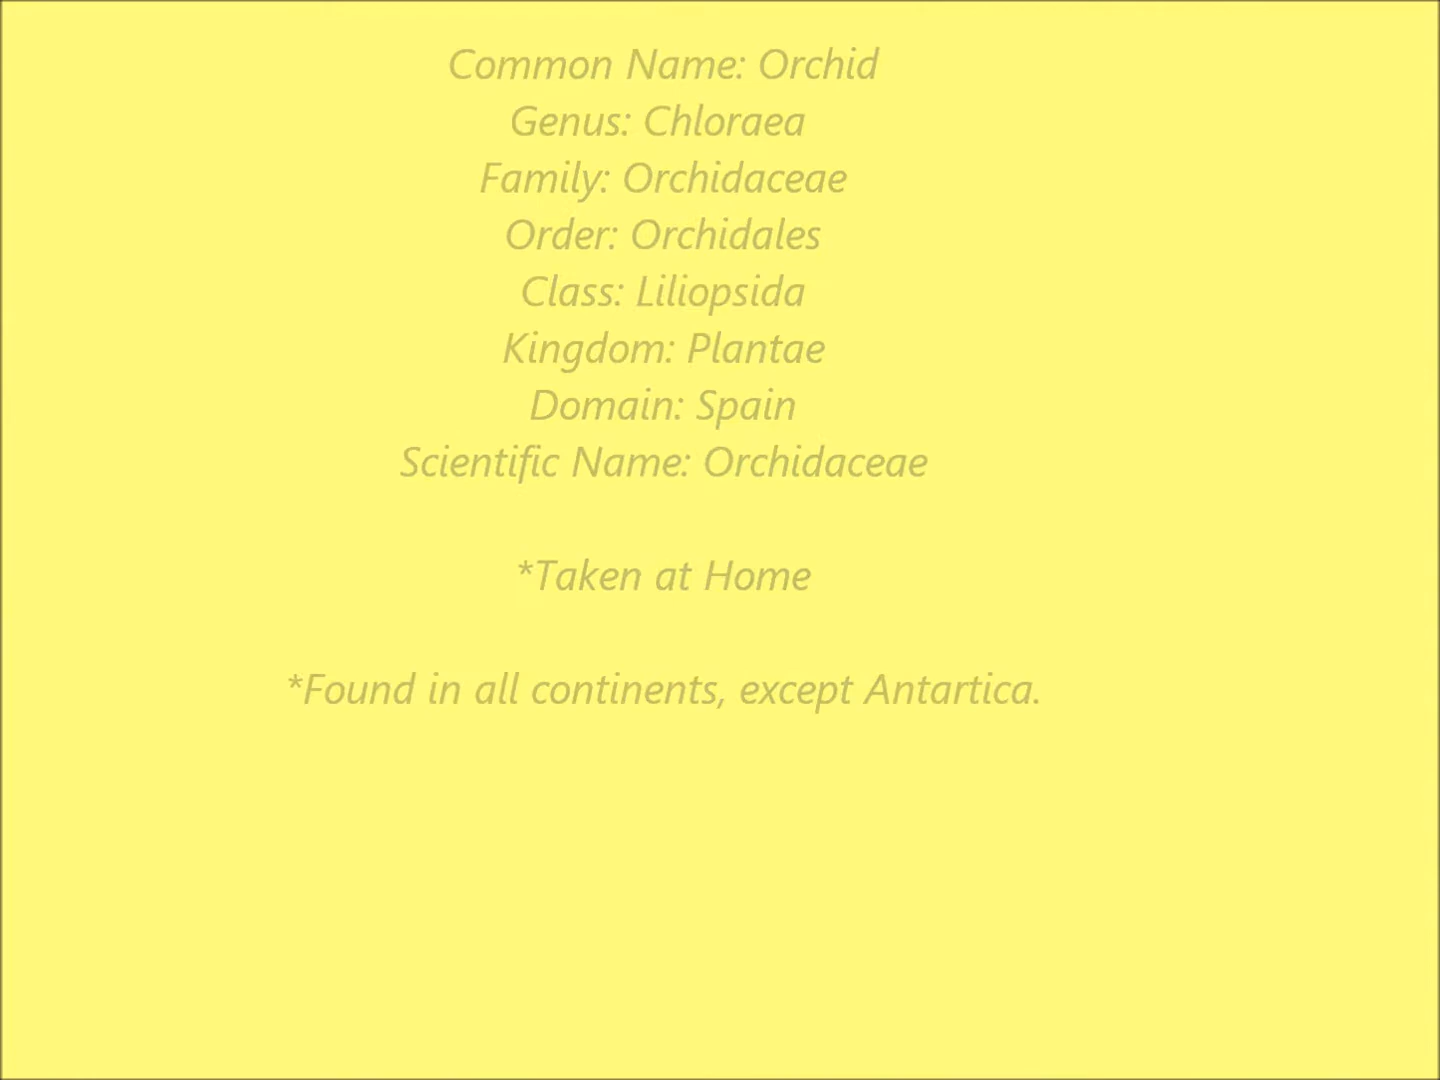 Common Name: Orchid
Genus: Chloraea
Family: Orchidaceae
Order: Orchidales
Class: Liliopsida
Kingdom: Plantae
Domain: Spain
Scientific Name: Orchidaceae
*Taken at Home
*Found in all continents, except Antartica.